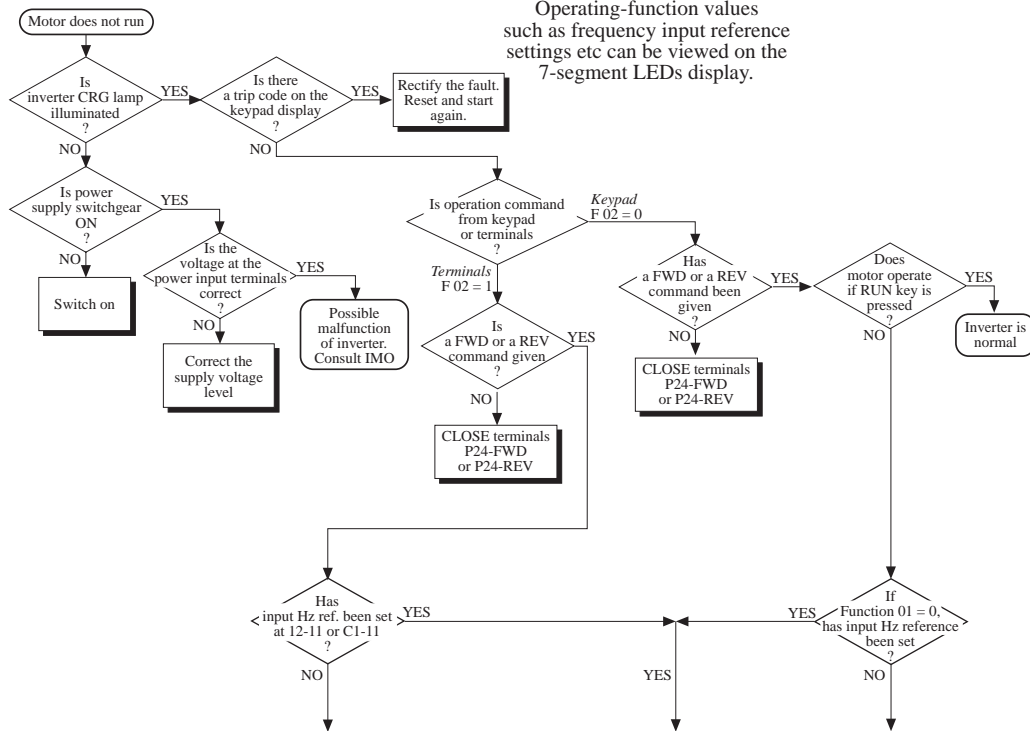 Operating-function values
such as frequency input reference
settings etc can be viewed on the
7-segment LEDs display.
Motor does not run
Is
inverter CRG lamp
illuminated
?
YES
NO
Is there
a trip code on the
keypad display
?
YES
NO
Rectify the fault.
Reset and start
again.
Is power
supply switchgear
ON
?
YES
NO
Switch on
Is the
voltage at the
power input terminals
correct
?
YES
NO
Possible
malfunction
of inverter.
Consult IMO
Correct the
supply voltage
level
Is operation command
from keypad
or terminals
?
Keypad
F 02 = 0
Terminals
F 02 = 1
Is
a FWD or a REV
command given
?
YES
NO
CLOSE terminals
P24-FWD
or P24-REV
Has
a FWD or a REV
command been
given
?
YES
NO
CLOSE terminals
P24-FWD
or P24-REV
Does
motor operate
if RUN key is
pressed
?
YES
NO
Inverter is
normal
Has
input Hz ref. been set
at 12-11 or C1-11
?
YES
NO
YES
If
Function 01 = 0,
has input Hz reference
been set
?
YES
NO